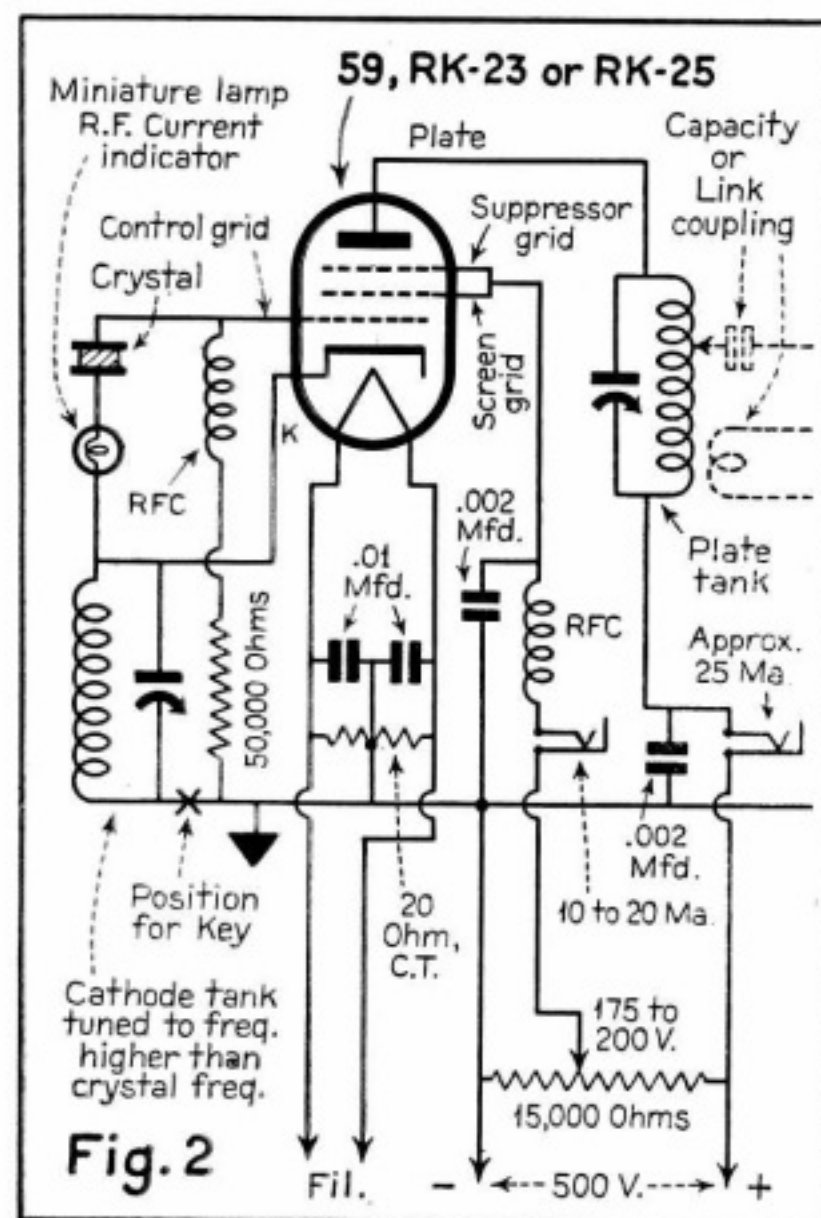 59, RK-23 or RK-25
Miniature lamp
R.F. Current
indicator
Plate
Capacity
or
Link
coupling
Suppressor
grid
Control grid
Crystal
Screen
grid
K
RFC
.002
Mfd.
.01
Mfd.
Plate
tank
RFC
Approx.
25 Ma.
50,000 Ohms
.002
Mfd.
Position
for Key
20
Ohm,
C.T.
10 to 20 Ma.
Cathode tank
tuned to freq.
higher than
crystal freq.
175 to
200 V.
15,000 Ohms
Fig. 2
Fil.
- 500 V. +